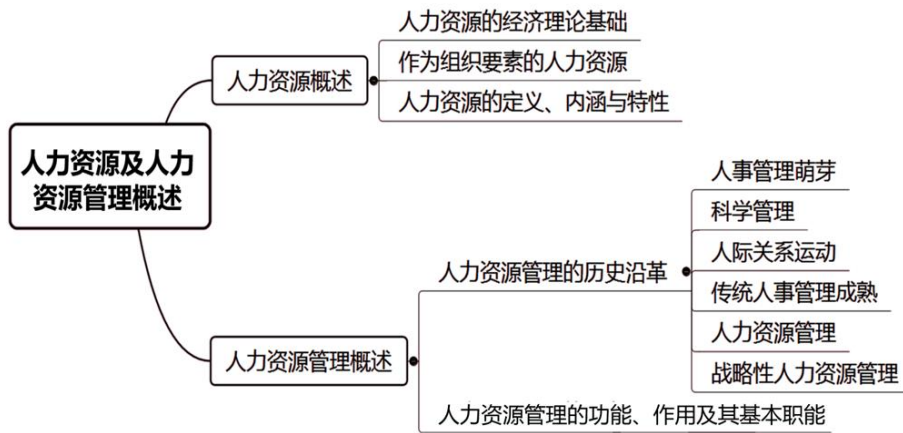 人力资源及人力
资源管理概述
人力资源概述
人力资源的经济理论基础
作为组织要素的人力资源
人力资源的定义、内涵与特性
人力资源管理概述
人力资源管理的历史沿革
人事管理萌芽
科学管理
人际关系运动
传统人事管理成熟
人力资源管理
战略性人力资源管理
人力资源管理的功能、作用及其基本职能